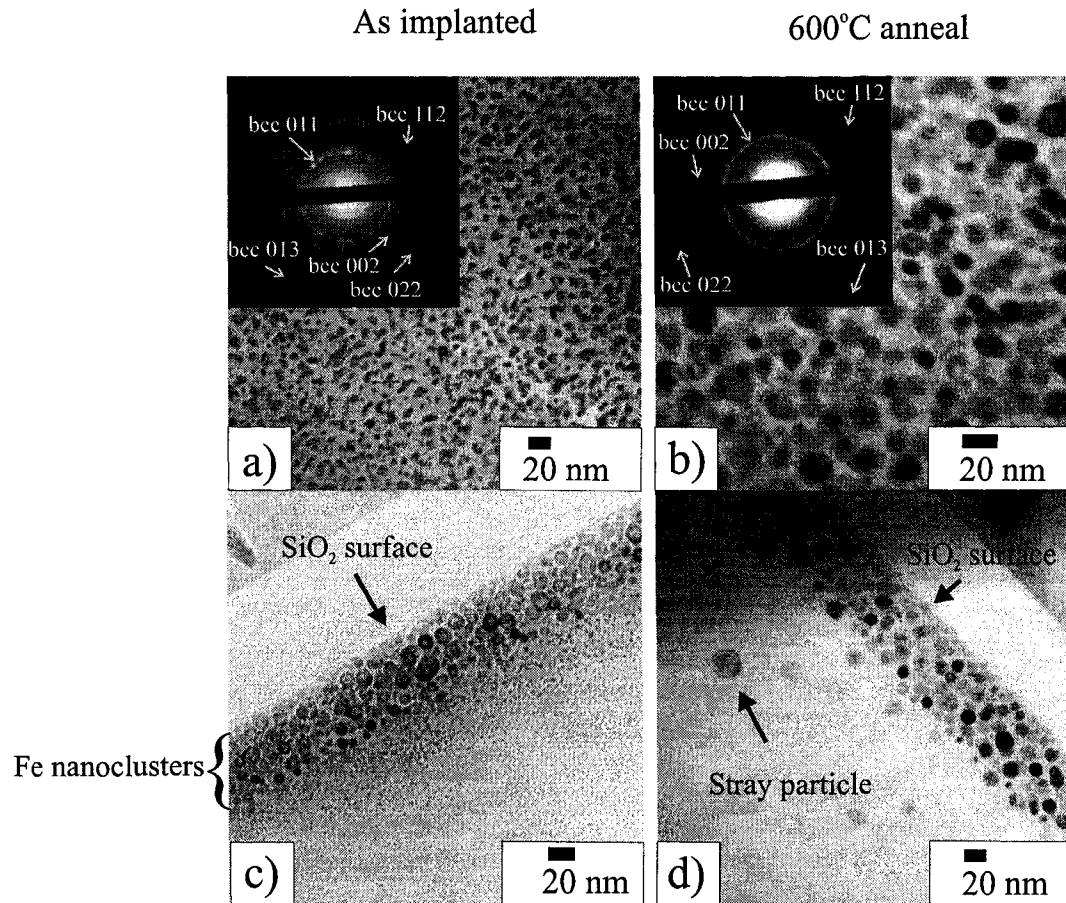 As implanted
600°C anneal
bcc 011
bcc 112
bcc 013
bcc 002
bcc 022
a)
20 nm
bcc 112
bcc 011
bcc 002
bcc 013
bcc 022
b)
20 nm
SiO₂ surface
Fe nanoclusters
c)
20 nm
SiO₂ surface
Stray particle
d)
20 nm